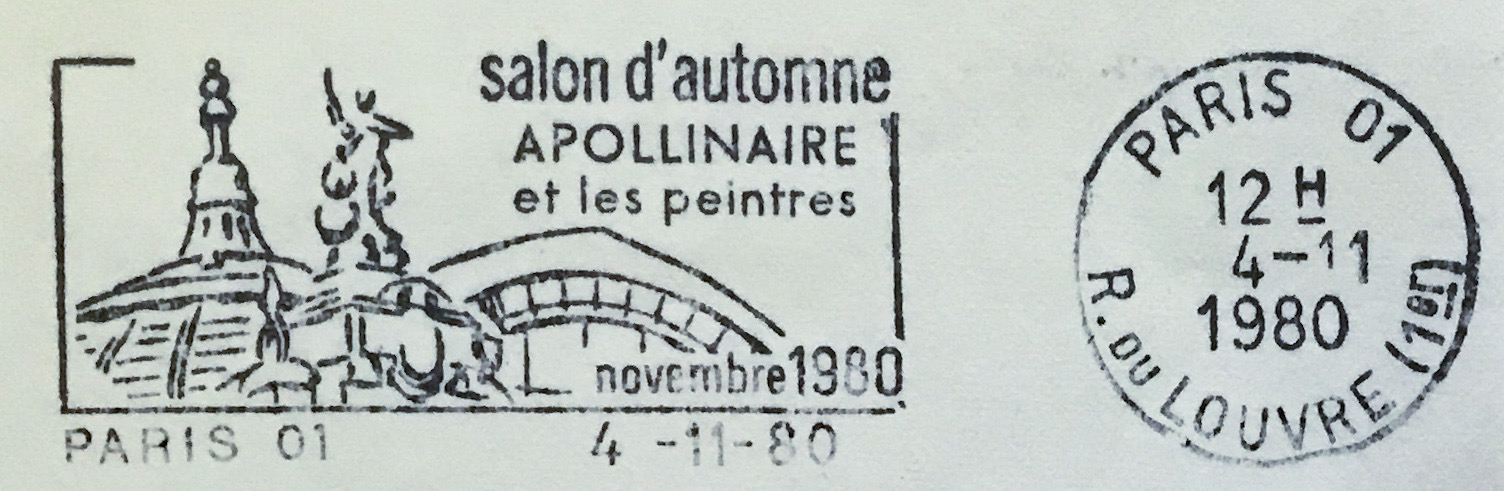 salon d'automne
APOLLINAIRE
et les peintres
novembre 1980
PARIS 01 4-11-80
PARIS 01
12 H
4-11
1980
R. DU LOUVRE (1er)